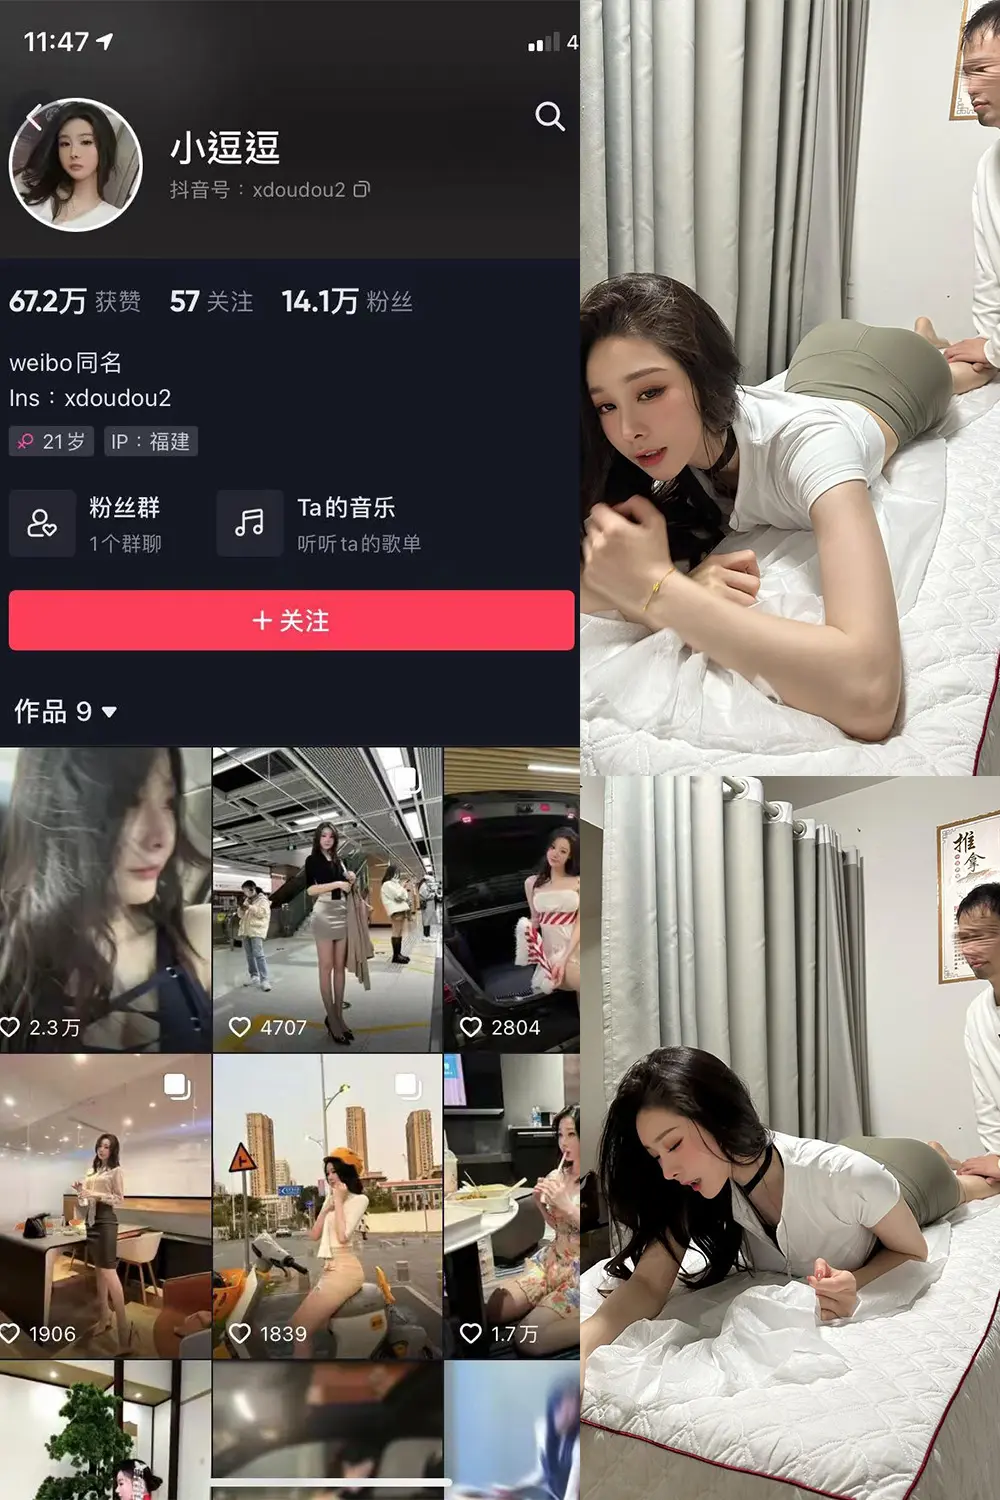 11:47
4
小逗逗
抖音号：xdoudou2
67.2万 获赞 57 关注 14.1万 粉丝
weibo同名
Ins：xdoudou2
21岁 IP：福建
粉丝群
1个群聊
Ta的音乐
听听ta的歌单
+ 关注
作品 9
2.3万
4707
2804
1906
1839
1.7万
推
拿